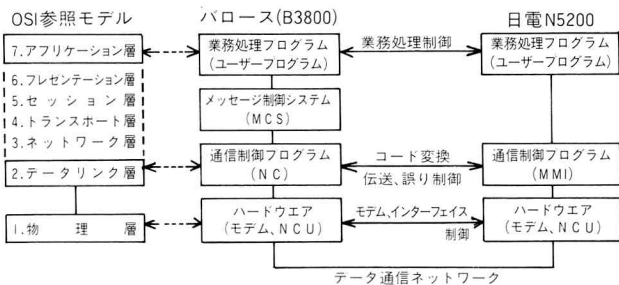 OSI参照モデル
バロース(B3800)
日電N5200
7.アプリケーション層
業務処理プログラム
(ユーザープログラム)
業務処理制御
業務処理プログラム
(ユーザープログラム)
6.プレゼンテーション層
5.セッション層
4.トランスポート層
3.ネットワーク層
メッセージ制御システム
(MCS)
2.データリンク層
通信制御プログラム
(NC)
コード変換
伝送、誤り制御
通信制御プログラム
(MMI)
1.物理層
ハードウエア
(モデム、NCU)
モデム、インターフェイス
制御
ハードウエア
(モデム、NCU)
データ通信ネットワーク